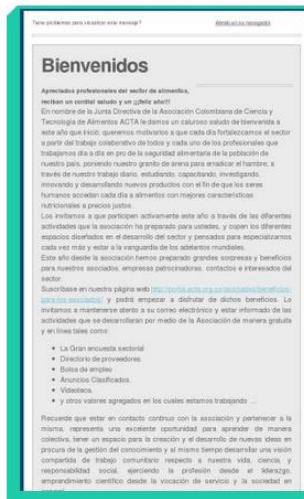 Tiene problemas para visualizar este mensaje?
Ábrelo en su navegador
Bienvenidos
Apreciados profesionales del sector de alimentos,
reciban un cordial saludo y un ¡¡¡feliz año!!!
En nombre de la Junta Directiva de la Asociación Colombiana de Ciencia y
Tecnología de Alimentos ACTA le damos un caluroso saludo de bienvenida a
este año que inició, queremos motivarlos a que cada día fortalezcamos el sector
a partir del trabajo colaborativo de todos y cada uno de los profesionales que
trabajamos día a día en pro de la seguridad alimentaria de la población de
nuestro país, poniendo nuestro granito de arena para erradicar el hambre, a
través de nuestro trabajo diario, estudiando, capacitando, investigando,
innovando y desarrollando nuevos productos con el fin de que los seres
humanos accedan cada día a alimentos con mejores características
nutricionales a precios justos.
Los invitamos a que participen activamente este año a través de las diferentes
actividades que la asociación ha preparado para ustedes, y copen los diferentes
espacios diseñados en el desarrollo del sector y pensados para especializarnos
cada vez más y estar a la vanguardia de los adelantos mundiales.
Este año desde la asociación hemos preparado grandes sorpresas y beneficios
para nuestros asociados, empresas patrocinadoras, contactos e interesados del
sector.
Suscríbase en nuestra página web http://portal.acta.org.co/asociados/beneficios-
para-los-asociados/ y podrá empezar a disfrutar de dichos beneficios. Lo
invitamos a mantenerse atento a su correo electrónico y estar informado de las
actividades que se desarrollaran por medio de la Asociación de manera gratuita
y en línea tales como:
La Gran encuesta sectorial
Directorio de proveedores.
Bolsa de empleo
Anuncios Clasificados.
Videoteca.
y otros valores agregados en los cuales estamos trabajando ...
Recuerde que estar en contacto continuo con la asociación y pertenecer a la
misma, representa una excelente oportunidad para aprender de manera
colectiva, tener un espacio para la creación y el desarrollo de nuevas ideas en
procura de la gestión del conocimiento y al mismo tiempo desarrollar una visión
compartida de trabajo comunitario respecto a nuestra vida, ciencia, y
responsabilidad social, ejerciendo la profesión desde el liderazgo,
emprendimiento científico desde la vocación de servicio y la sociedad en